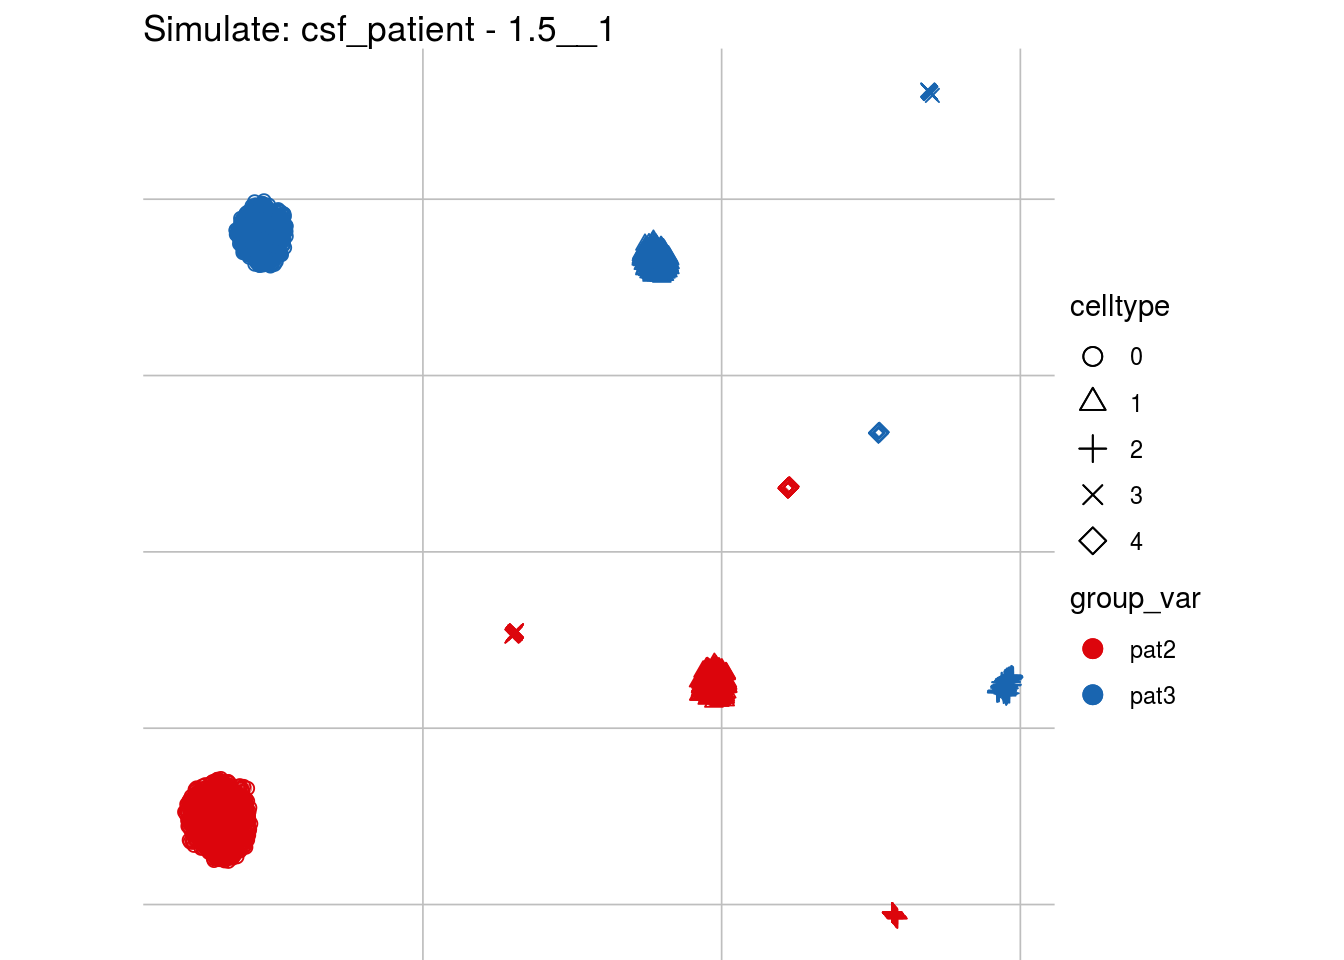 Simulate: csf_patient - 1.5__1
celltype
0
1
2
3
4
group_var
pat2
pat3